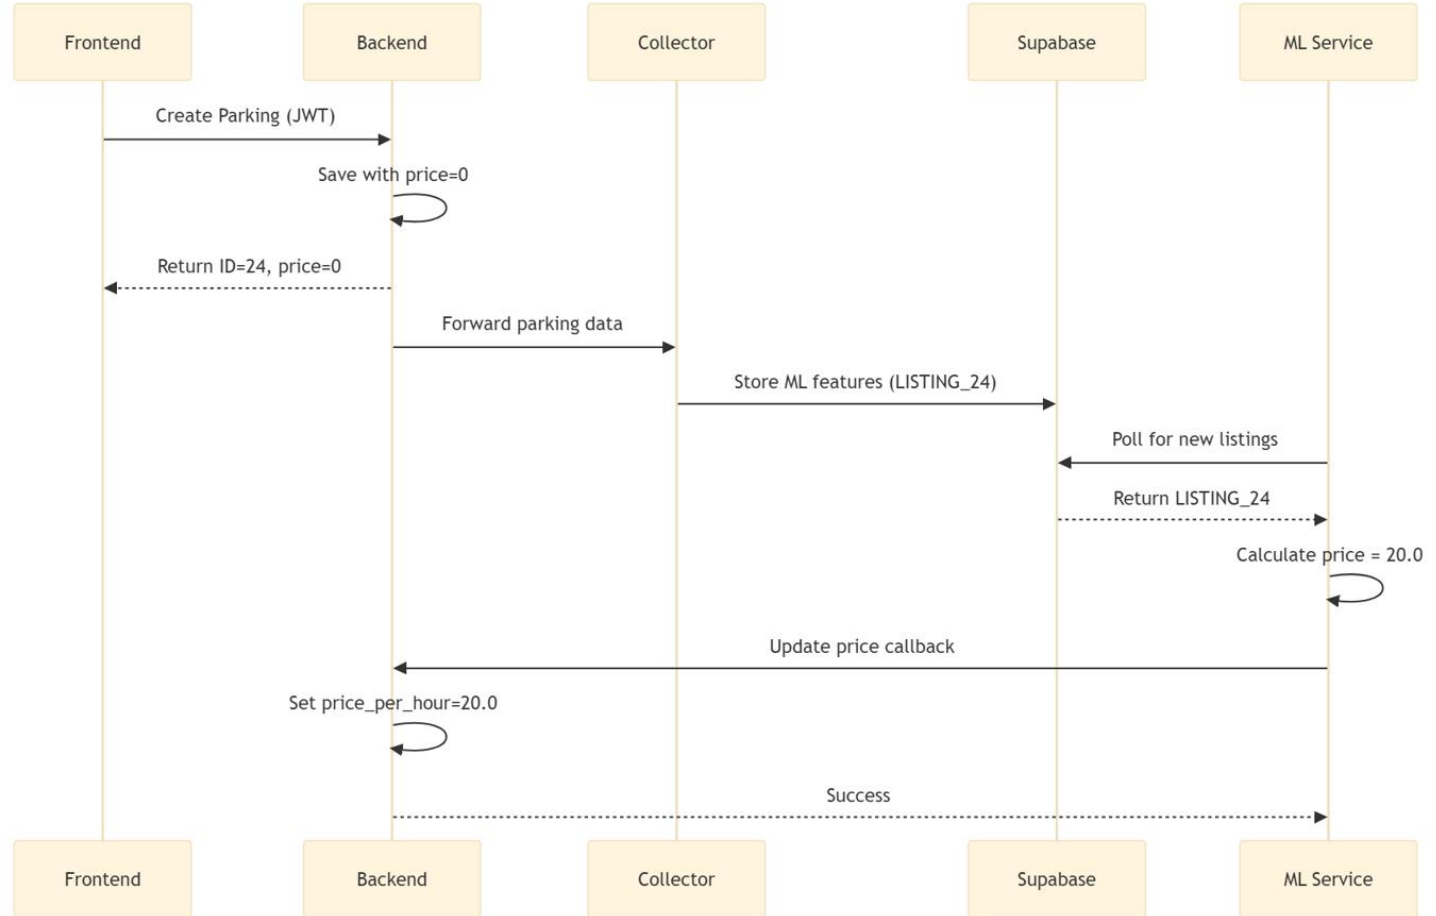 Frontend
Backend
Collector
Supabase
ML Service
Create Parking (JWT)
Save with price=0
Return ID=24, price=0
Forward parking data
Store ML features (LISTING_24)
Poll for new listings
Return LISTING_24
Calculate price = 20.0
Update price callback
Set price_per_hour=20.0
Success
Frontend
Backend
Collector
Supabase
ML Service